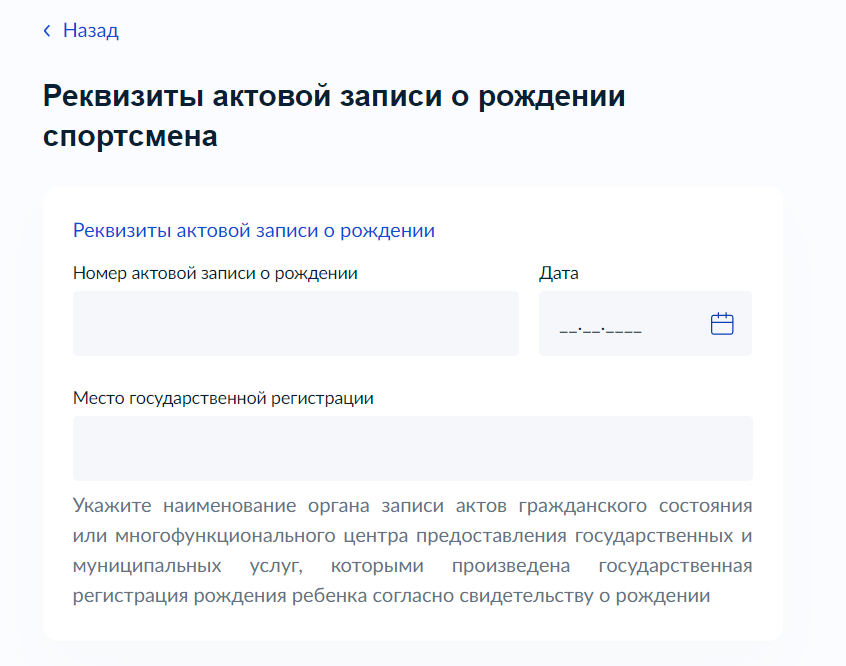 Назад
Реквизиты актовой записи о рождении
спортсмена
Реквизиты актовой записи о рождении
Номер актовой записи о рождении
Дата
__.__.____
Место государственной регистрации
Укажите наименование органа записи актов гражданского состояния
или многофункционального центра предоставления государственных и
муниципальных услуг, которыми произведена государственная
регистрация рождения ребенка согласно свидетельству о рождении